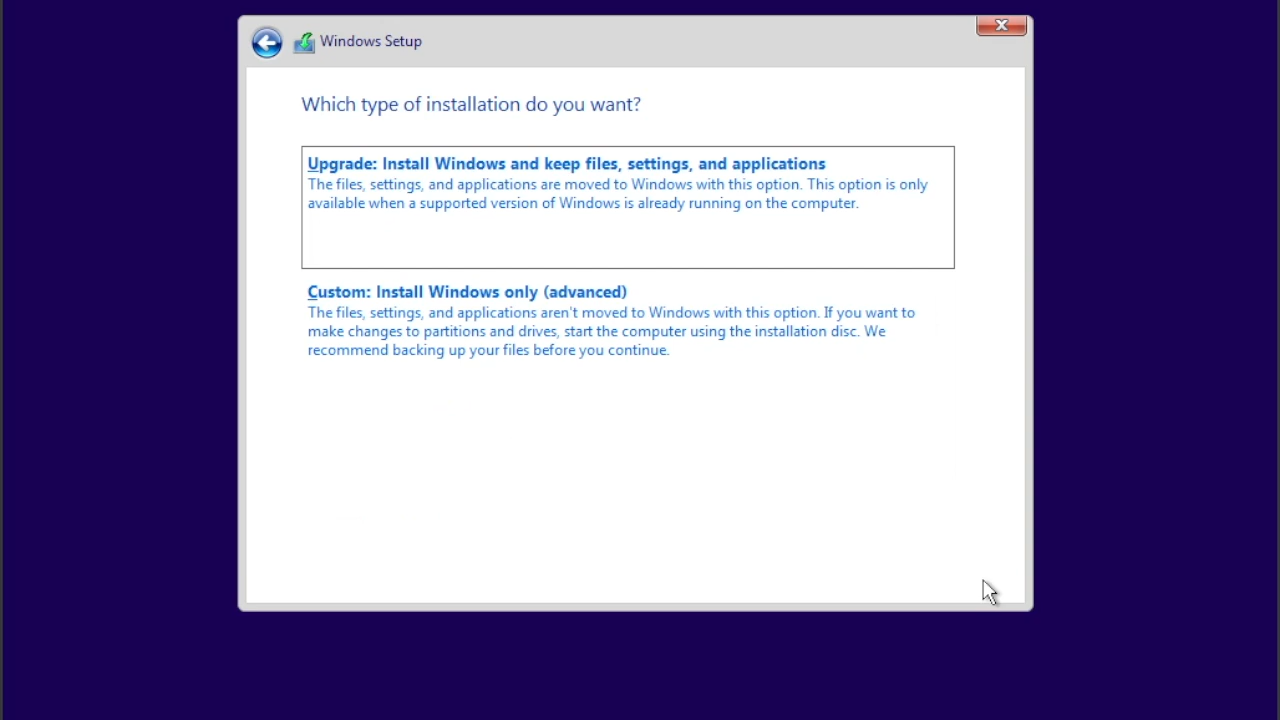 Windows Setup
Which type of installation do you want?
Upgrade: Install Windows and keep files, settings, and applications
The files, settings, and applications are moved to Windows with this option. This option is only
available when a supported version of Windows is already running on the computer.
Custom: Install Windows only (advanced)
The files, settings, and applications aren't moved to Windows with this option. If you want to
make changes to partitions and drives, start the computer using the installation disc. We
recommend backing up your files before you continue.